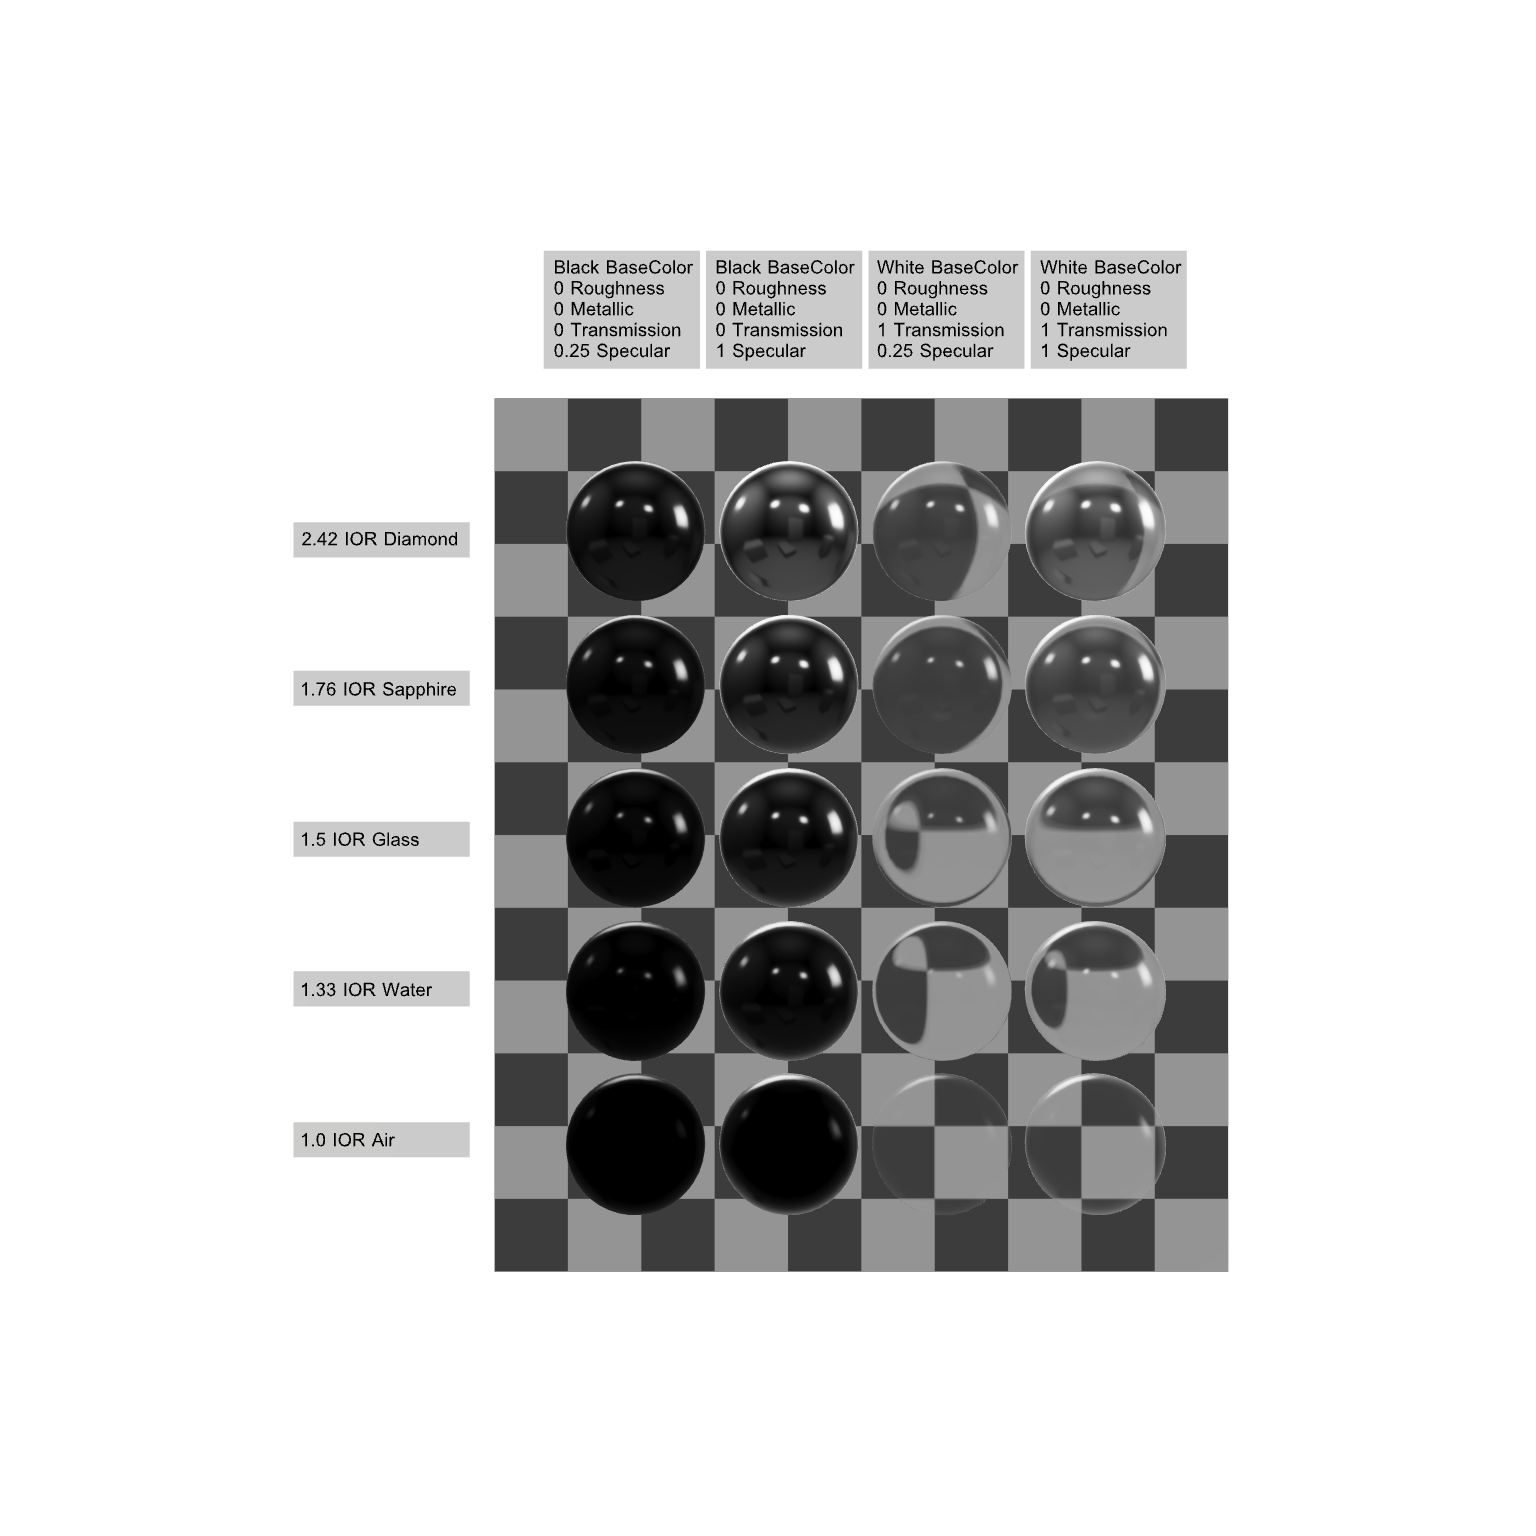 Black BaseColor
0 Roughness
0 Metallic
0 Transmission
0.25 Specular
Black BaseColor
0 Roughness
0 Metallic
0 Transmission
1 Specular
White BaseColor
0 Roughness
0 Metallic
1 Transmission
0.25 Specular
White BaseColor
0 Roughness
0 Metallic
1 Transmission
1 Specular
2.42 IOR Diamond
1.76 IOR Sapphire
1.5 IOR Glass
1.33 IOR Water
1.0 IOR Air